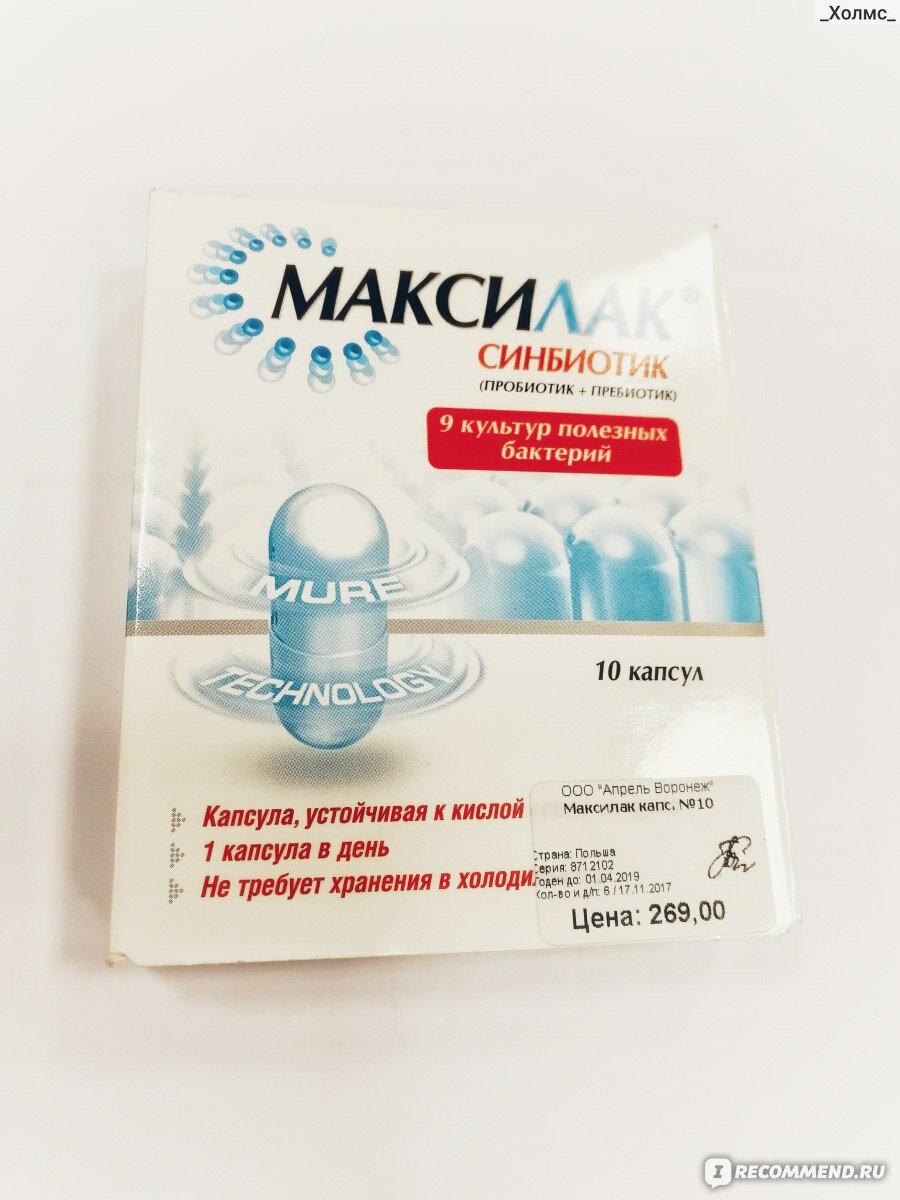 _Холмс_
МАКСИЛАК®
СИНБИОТИК
(ПРОБИОТИК + ПРЕБИОТИК)
9 культур полезных
бактерий
MURE
TECHNOLOGY
10 капсул
Капсула, устойчивая к кислой
1 капсула в день
Не требует хранения в холоди
ООО "Апрель Воронеж"
Максилак капс. №10
Страна: Польша
Серия: 8712102
Годен до: 01.04.2019
Кол-во и д/п: 6 / 17.11.2017
Цена: 269,00
IRECOMMEND.RU